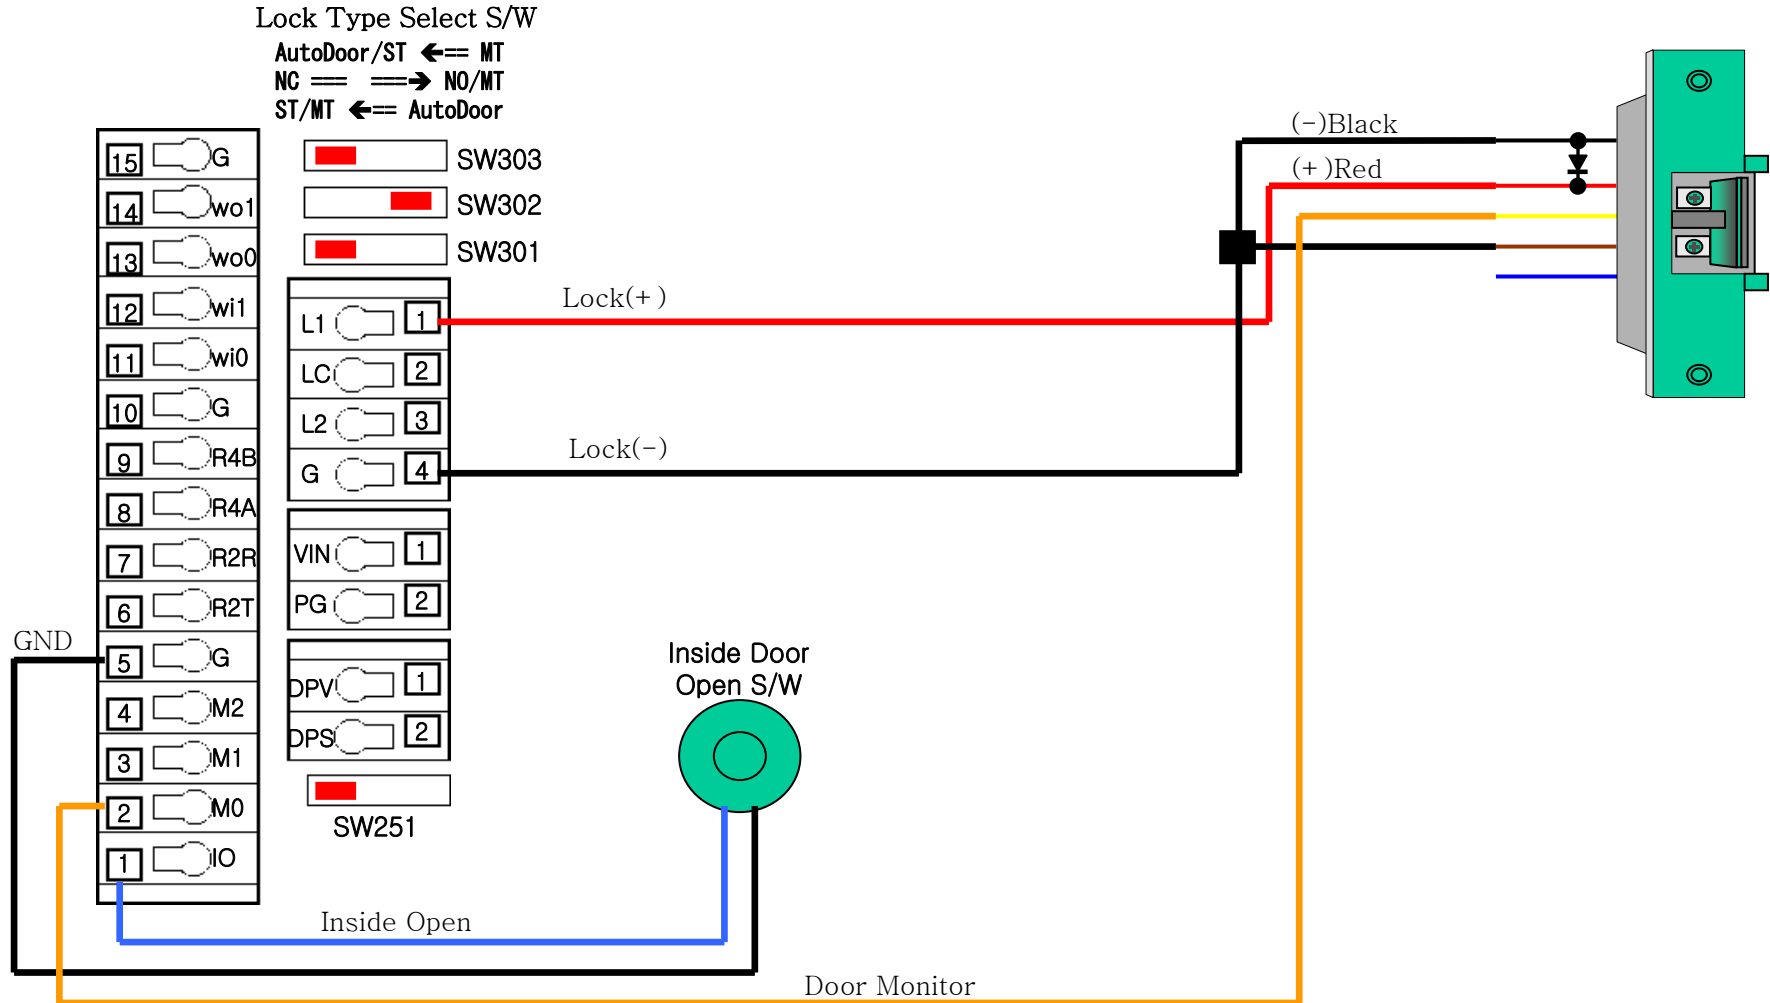 Lock Type Select S/W
AutoDoor/ST ←== MT
NC === ===→ NO/MT
ST/MT ←== AutoDoor
SW303
SW302
SW301
15 G
14 wo1
13 wo0
12 wi1
11 wi0
10 G
9 R4B
8 R4A
7 R2R
6 R2T
5 G
4 M2
3 M1
2 M0
1 IO
L1 1
LC 2
L2 3
G 4
VIN 1
PG 2
DPV 1
DPS 2
SW251
GND
Lock(+)
Lock(-)
(-)Black
(+)Red
Inside Door
Open S/W
Inside Open
Door Monitor